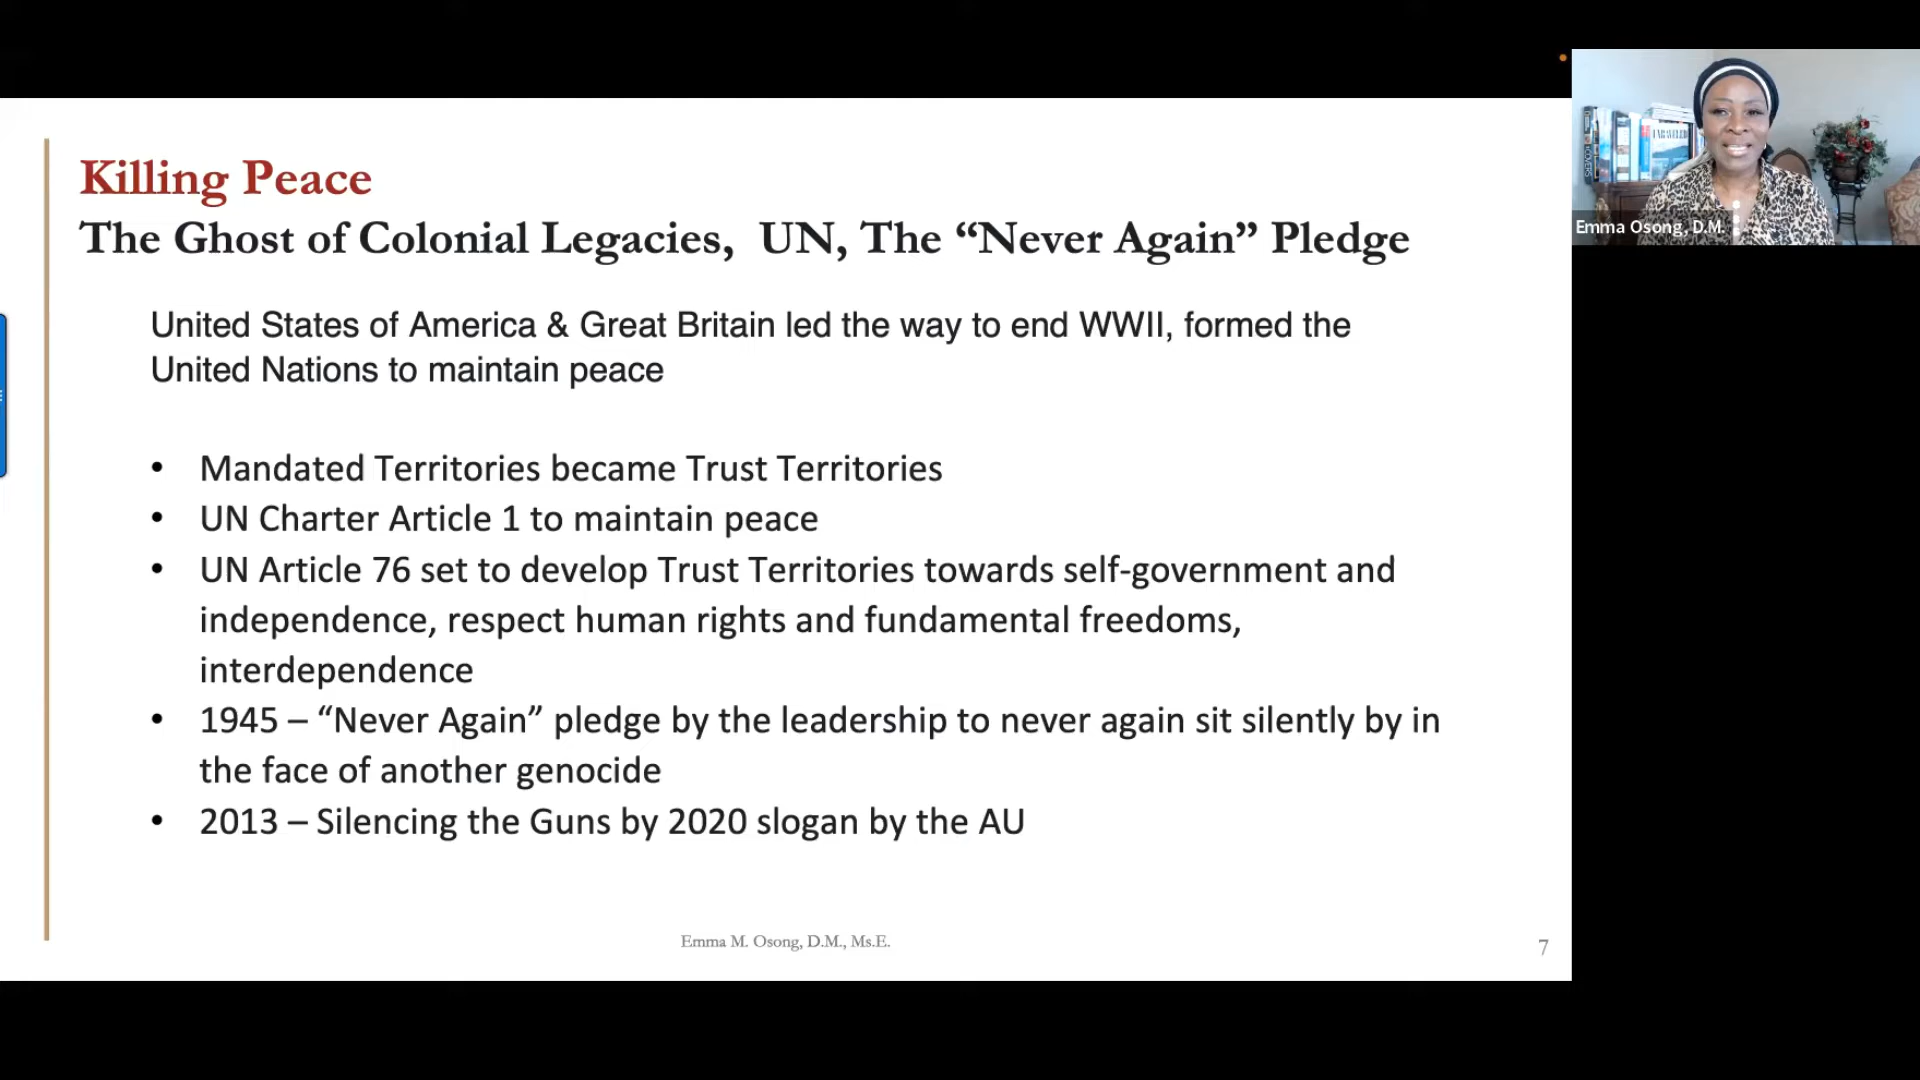 Killing Peace
The Ghost of Colonial Legacies, UN, The “Never Again” Pledge
United States of America & Great Britain led the way to end WWII, formed the
United Nations to maintain peace
• Mandated Territories became Trust Territories
• UN Charter Article 1 to maintain peace
• UN Article 76 set to develop Trust Territories towards self-government and
independence, respect human rights and fundamental freedoms,
interdependence
• 1945 – “Never Again” pledge by the leadership to never again sit silently by in
the face of another genocide
• 2013 – Silencing the Guns by 2020 slogan by the AU
Emma M. Osong, D.M., Ms.E.
7
Emma Osong, D.M.